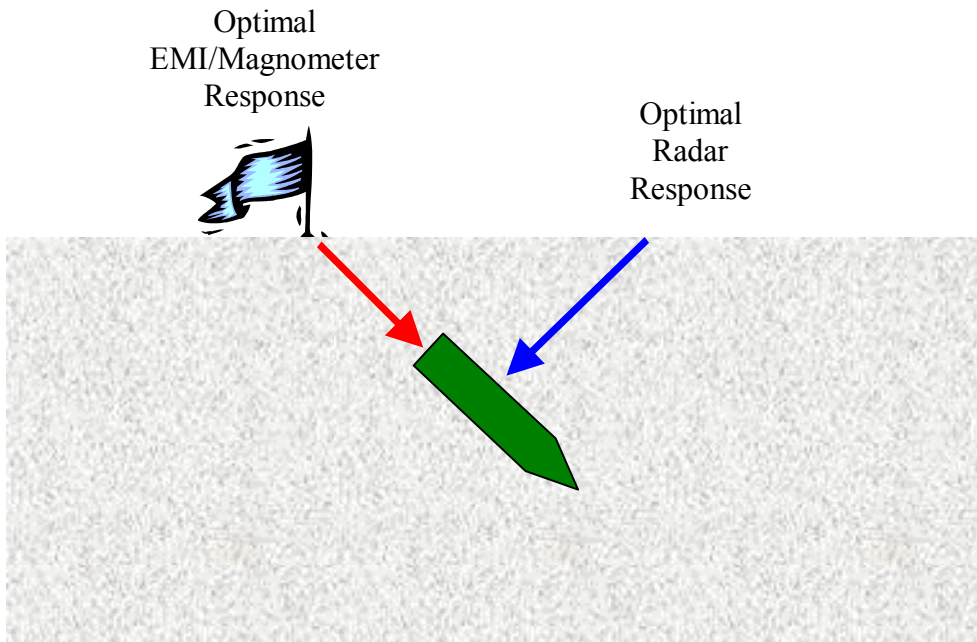 Optimal
EMI/Magnometer
Response
Optimal
Radar
Response